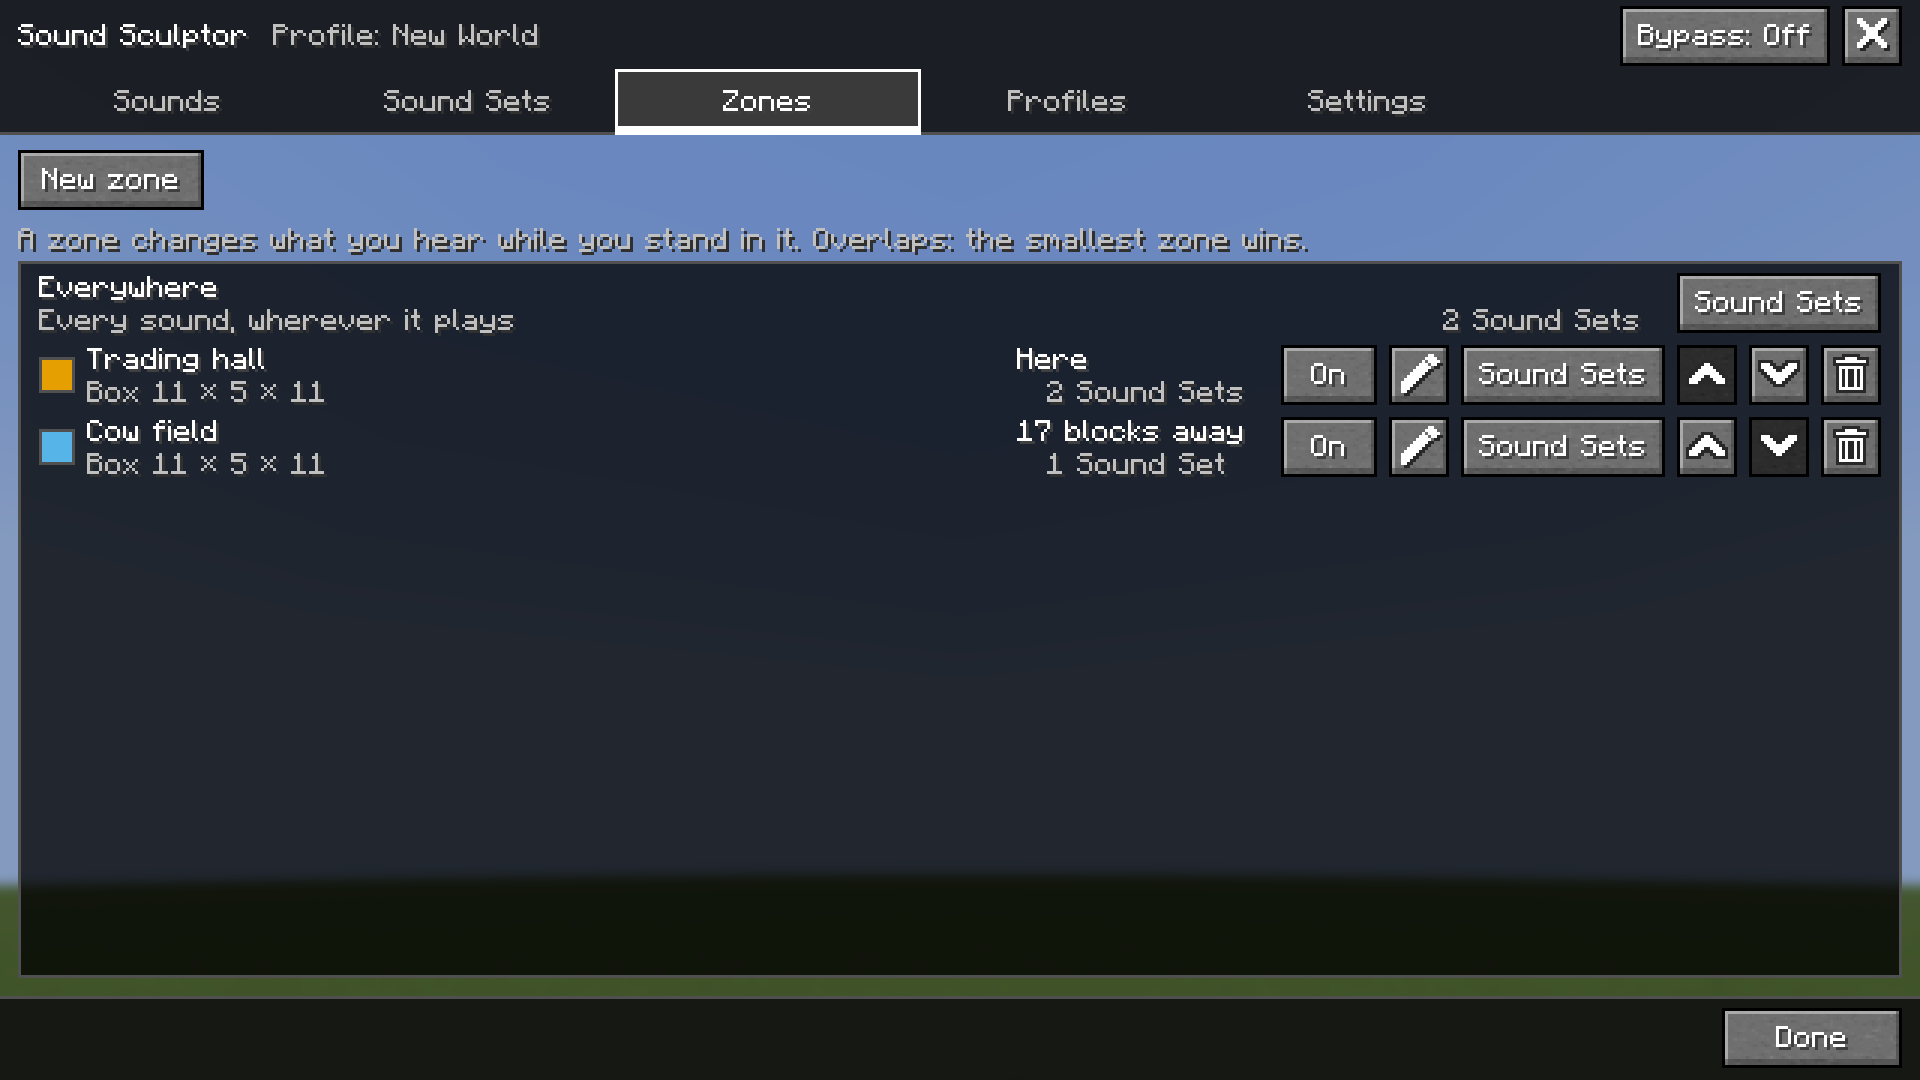 Sound Sculptor Profile: New World Bypass: Off
Sounds Sound Sets Zones Profiles Settings
New zone
A zone changes what you hear while you stand in it. Overlaps: the smallest zone wins.
Everywhere
Every sound, wherever it plays 2 Sound Sets Sound Sets
Trading hall Here
Box 11 × 5 × 11 2 Sound Sets On Sound Sets
Cow field 17 blocks away
Box 11 × 5 × 11 1 Sound Set On Sound Sets
Done